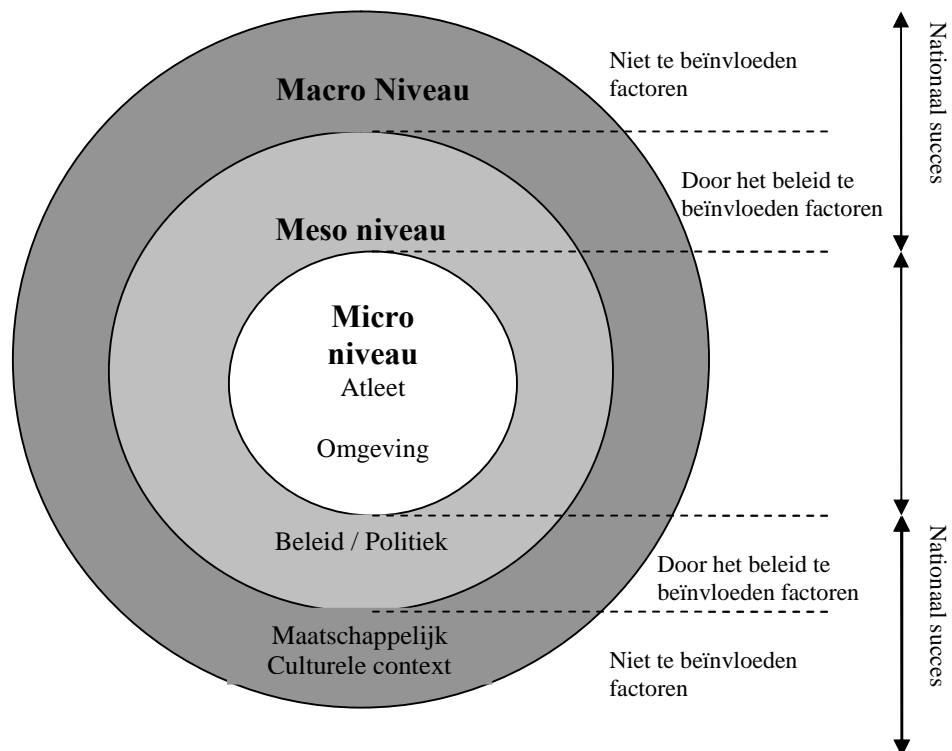 Niet te beïnvloeden
factoren
Nationaal succes
Macro Niveau
Door het beleid te
beïnvloeden factoren
Meso niveau
Micro
niveau
Atleet
Omgeving
Beleid / Politiek
Door het beleid te
beïnvloeden factoren
Nationaal succes
Maatschappelijk
Culturele context
Niet te beïnvloeden
factoren